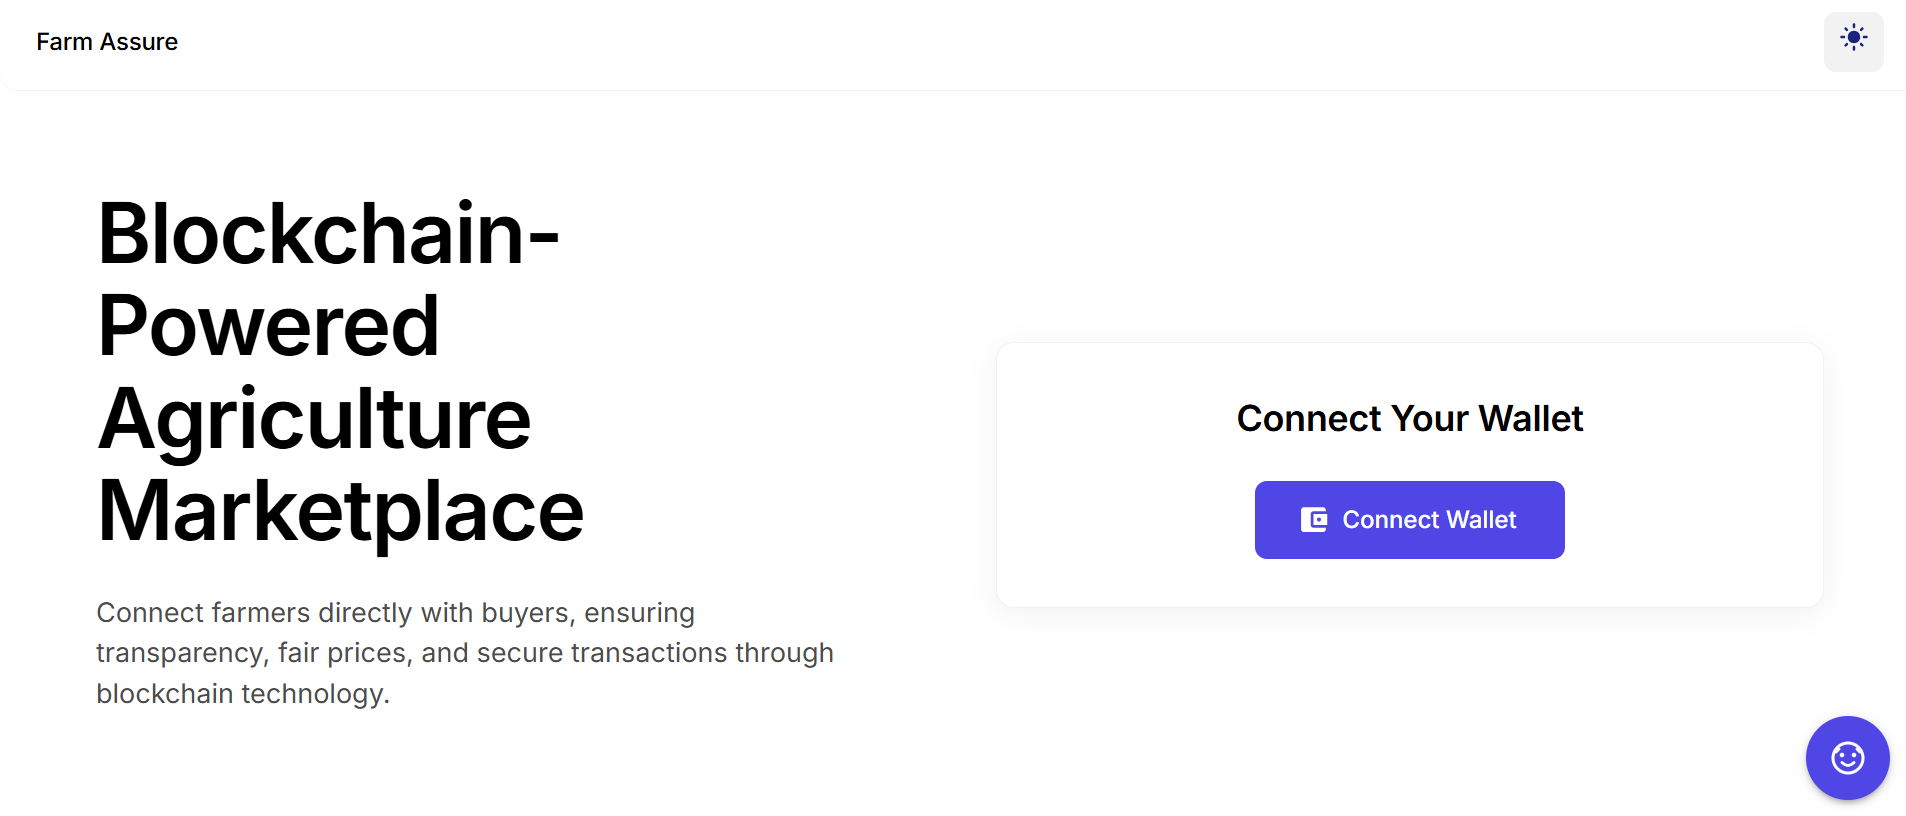 Farm Assure
Blockchain-
Powered
Agriculture
Marketplace
Connect farmers directly with buyers, ensuring
transparency, fair prices, and secure transactions through
blockchain technology.
Connect Your Wallet
Connect Wallet